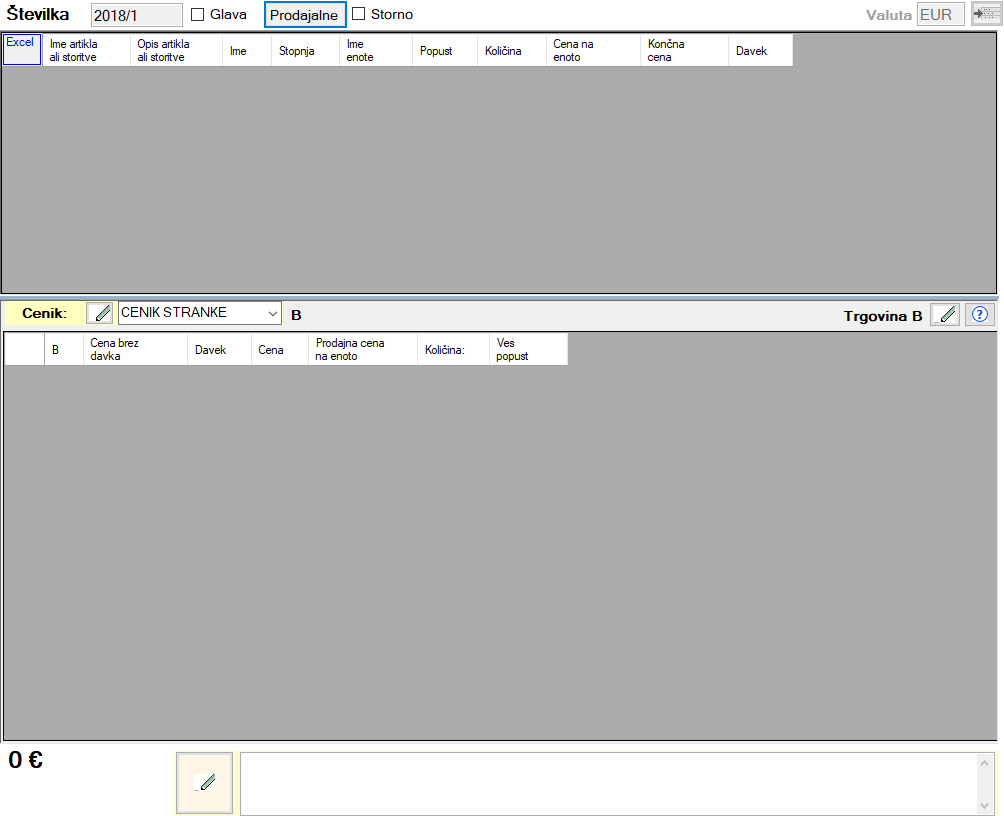 Številka 2018/1 Glava Prodajalne Storno Valuta EUR
Excel Ime artikla ali storitve Opis artikla ali storitve Ime Stopnja Ime enote Popust Količina Cena na enoto Končna cena Davek
Cenik: CENIK STRANKE B Trgovina B ?
B Cena brez davka Davek Cena Prodajna cena na enoto Količina: Ves popust
0 €